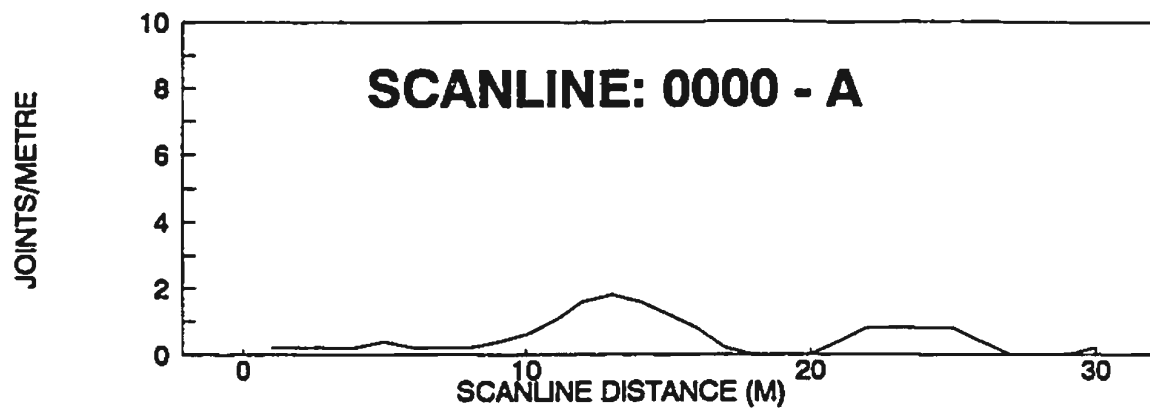 SCANLINE: 0000 - A
JOINTS/METRE
10
8
6
4
2
0
0 10 20 30
SCANLINE DISTANCE (M)